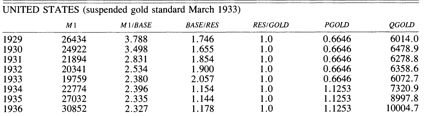 UNITED STATES (suspended gold standard March 1933)
M1 M1/BASE BASE/RES RES/GOLD PGOLD QGOLD
1929 26434 3.788 1.746 1.0 0.6646 6014.0
1930 24922 3.498 1.655 1.0 0.6646 6478.9
1931 21894 2.831 1.854 1.0 0.6646 6278.8
1932 20341 2.534 1.900 1.0 0.6646 6358.6
1933 19759 2.380 2.057 1.0 0.6646 6072.7
1934 22774 2.396 1.154 1.0 1.1253 7320.9
1935 27032 2.335 1.144 1.0 1.1253 8997.8
1936 30852 2.327 1.178 1.0 1.1253 10004.7